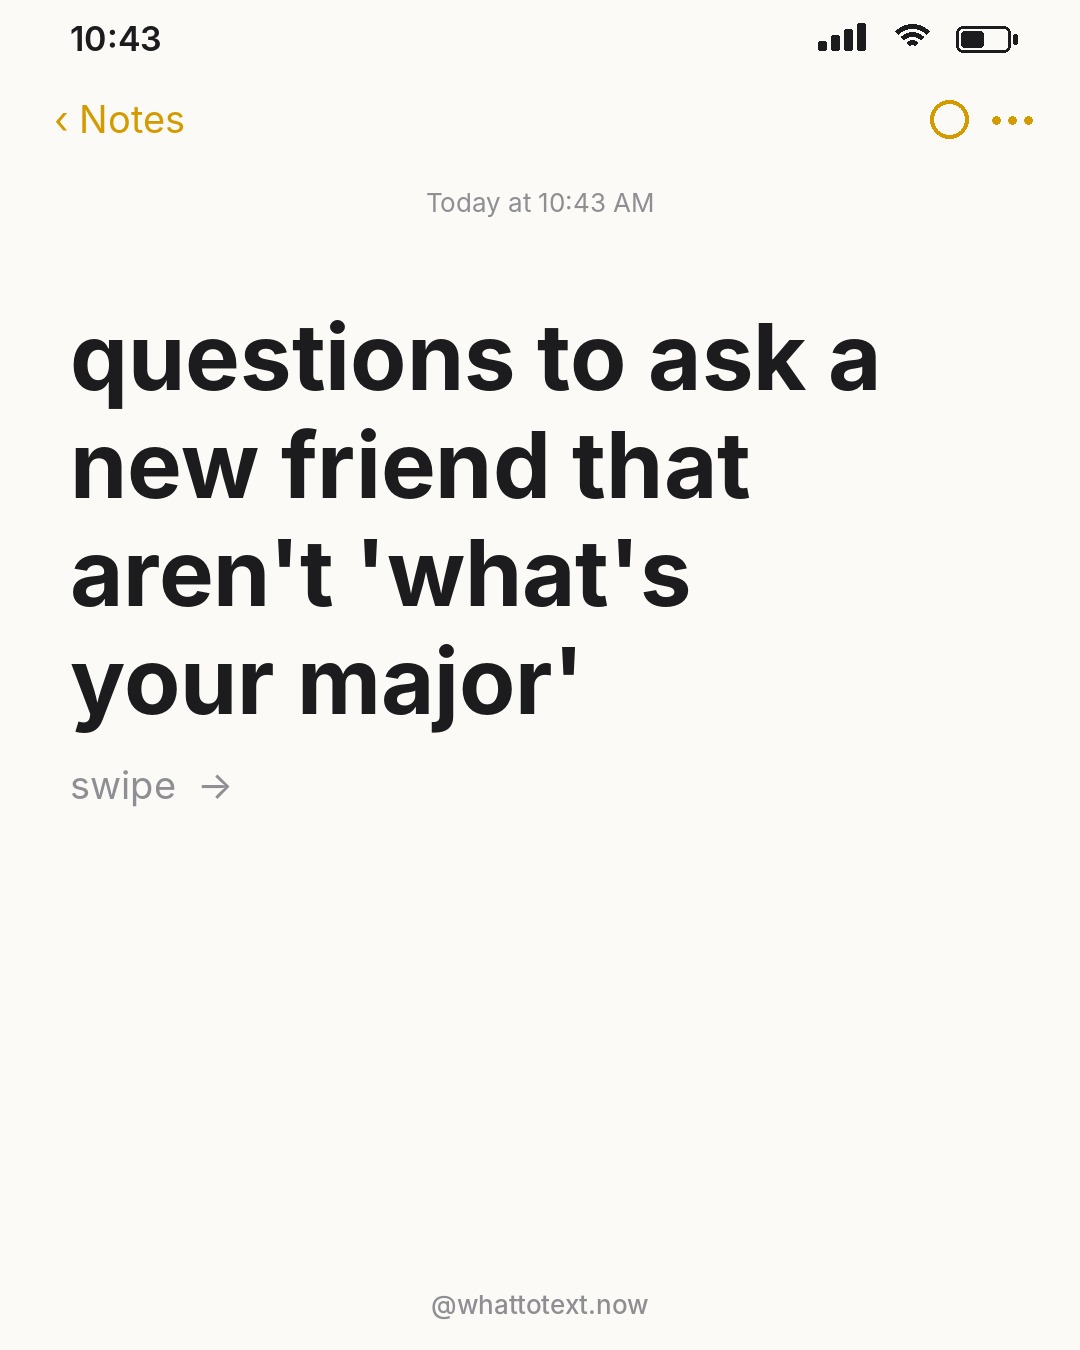 10:43
‹ Notes
Today at 10:43 AM
questions to ask a
new friend that
aren't 'what's
your major'
swipe →
@whattotext.now